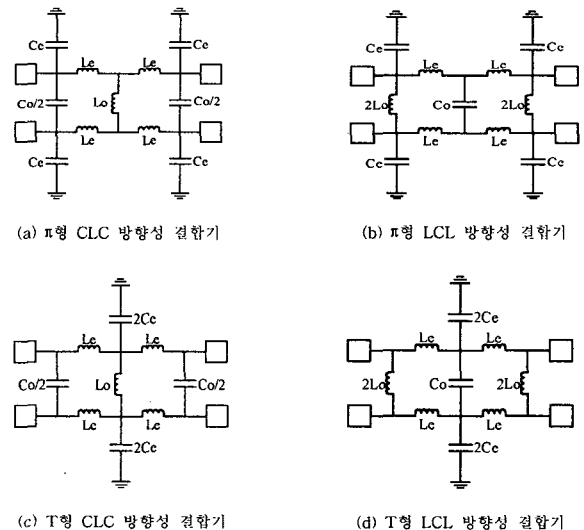 Ce Ce
Le Le
Co/2 Lo Co/2
Le Le
Ce Ce
(a) π형 CLC 방향성 결합기
Ce Ce
Le Le
2Lo Co 2Lo
Le Le
Ce Ce
(b) π형 LCL 방향성 결합기
2Ce
Le Le
Co/2 Lo Co/2
Le Le
2Ce
(c) T형 CLC 방향성 결합기
2Ce
Le Le
2Lo Co 2Lo
Le Le
2Ce
(d) T형 LCL 방향성 결합기